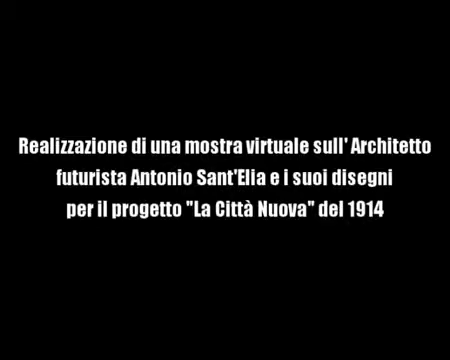 Realizzazione di una mostra virtuale sull' Architetto
futurista Antonio Sant'Elia e i suoi disegni
per il progetto "La Città Nuova" del 1914